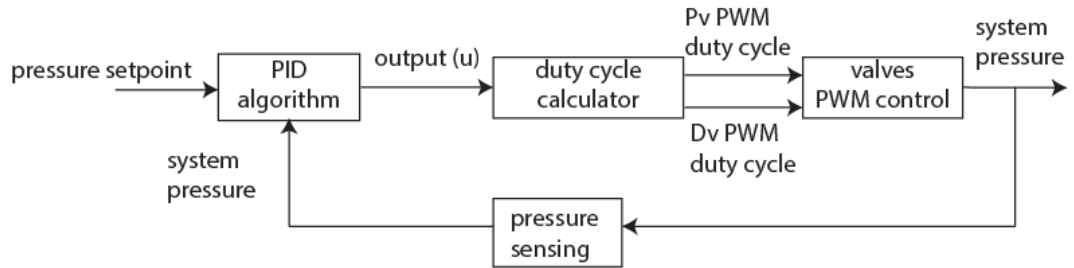 pressure setpoint
PID
algorithm
output (u)
duty cycle
calculator
Pv PWM
duty cycle
Dv PWM
duty cycle
valves
PWM control
system
pressure
system
pressure
pressure
sensing